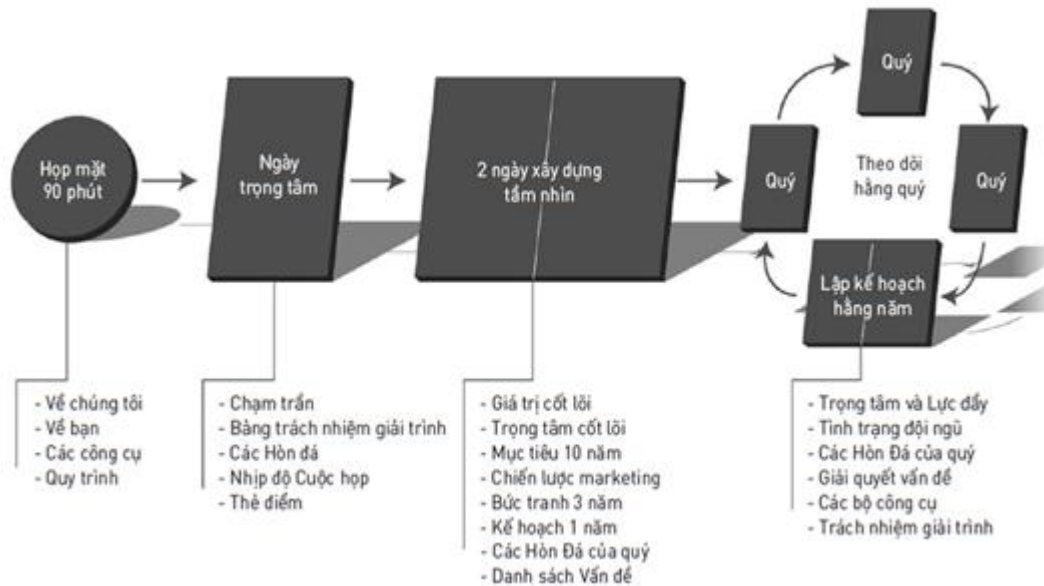 Họp mặt
90 phút
Ngày
trọng tâm
2 ngày xây dựng
tầm nhìn
Quý
Quý
Theo dõi
hằng quý
Quý
Lập kế hoạch
hằng năm
- Về chúng tôi
- Về bạn
- Các công cụ
- Quy trình
- Chạm trần
- Bảng trách nhiệm giải trình
- Các Hòn đá
- Nhịp độ Cuộc họp
- Thẻ điểm
- Giá trị cốt lõi
- Trọng tâm cốt lõi
- Mục tiêu 10 năm
- Chiến lược marketing
- Bức tranh 3 năm
- Kế hoạch 1 năm
- Các Hòn Đá của quý
- Danh sách Vấn đề
- Trọng tâm và Lực đẩy
- Tình trạng đội ngũ
- Các Hòn Đá của quý
- Giải quyết vấn đề
- Các bộ công cụ
- Trách nhiệm giải trình